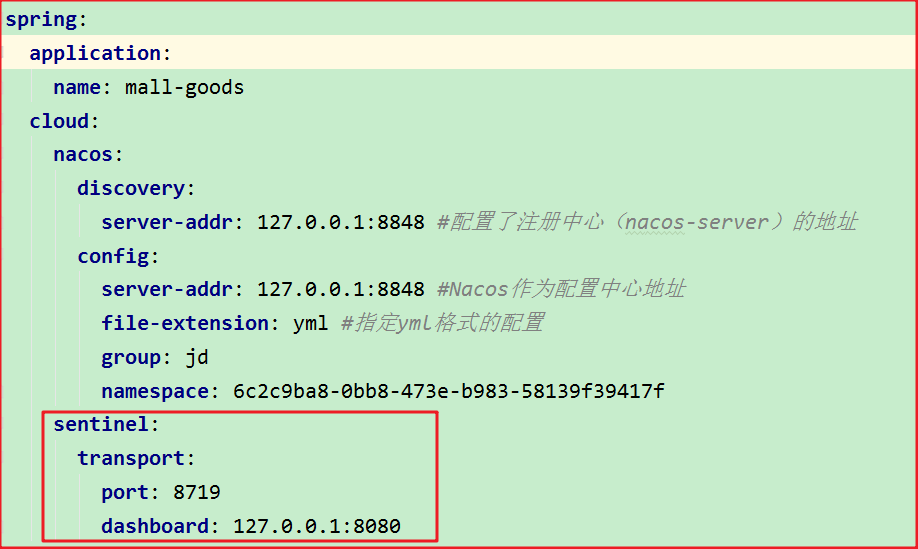 spring:
  application:
    name: mall-goods
  cloud:
    nacos:
      discovery:
        server-addr: 127.0.0.1:8848 #配置了注册中心（nacos-server）的地址
      config:
        server-addr: 127.0.0.1:8848 #Nacos作为配置中心地址
        file-extension: yml #指定yml格式的配置
        group: jd
        namespace: 6c2c9ba8-0bb8-473e-b983-58139f39417f
    sentinel:
      transport:
        port: 8719
        dashboard: 127.0.0.1:8080